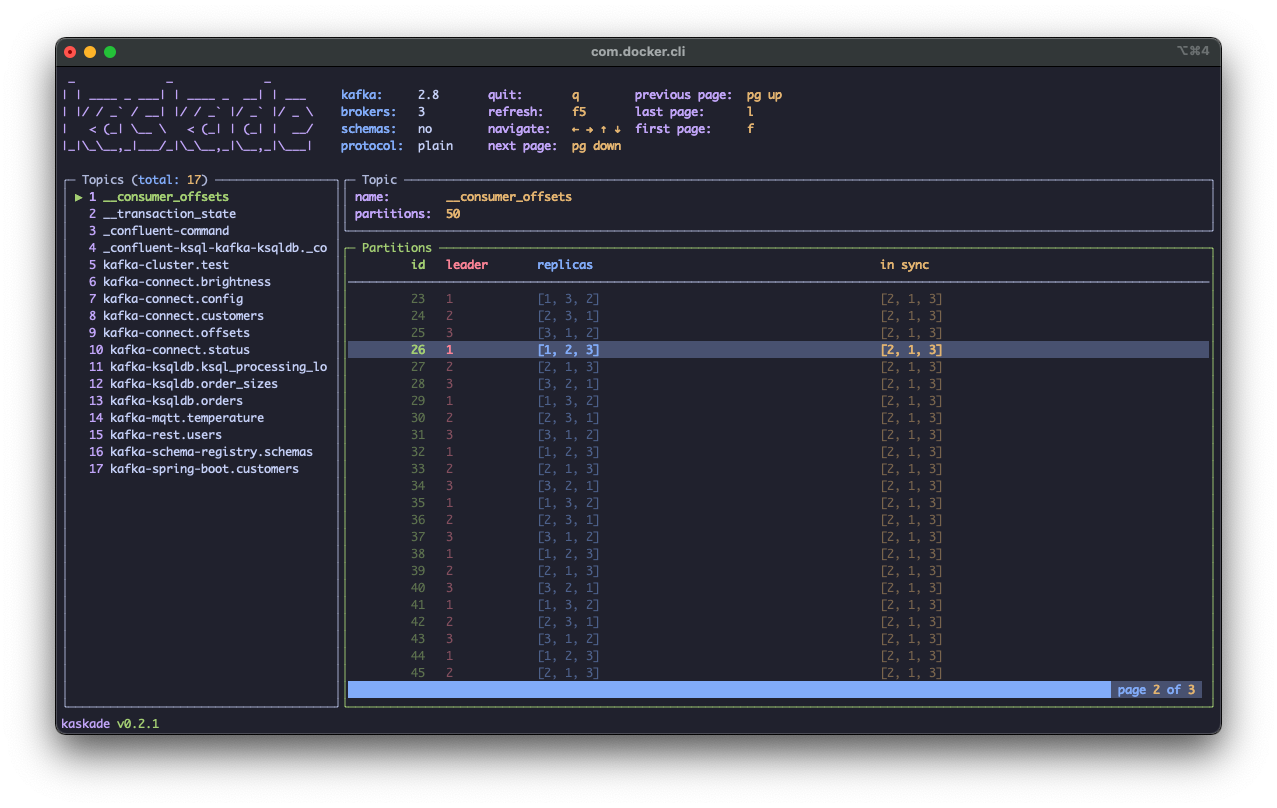 com.docker.cli
⌥⌘4
kaskade
kafka: 2.8 quit: q previous page: pg up
brokers: 3 refresh: f5 last page: l
schemas: no navigate: ← → ↑ ↓ first page: f
protocol: plain next page: pg down
Topics (total: 17)
▶ 1 __consumer_offsets
2 __transaction_state
3 _confluent-command
4 _confluent-ksql-kafka-ksqldb._co
5 kafka-cluster.test
6 kafka-connect.brightness
7 kafka-connect.config
8 kafka-connect.customers
9 kafka-connect.offsets
10 kafka-connect.status
11 kafka-ksqldb.ksql_processing_lo
12 kafka-ksqldb.order_sizes
13 kafka-ksqldb.orders
14 kafka-mqtt.temperature
15 kafka-rest.users
16 kafka-schema-registry.schemas
17 kafka-spring-boot.customers
Topic
name: __consumer_offsets
partitions: 50
Partitions
id leader replicas in sync
23 1 [1, 3, 2] [2, 1, 3]
24 2 [2, 3, 1] [2, 1, 3]
25 3 [3, 1, 2] [2, 1, 3]
26 1 [1, 2, 3] [2, 1, 3]
27 2 [2, 1, 3] [2, 1, 3]
28 3 [3, 2, 1] [2, 1, 3]
29 1 [1, 3, 2] [2, 1, 3]
30 2 [2, 3, 1] [2, 1, 3]
31 3 [3, 1, 2] [2, 1, 3]
32 1 [1, 2, 3] [2, 1, 3]
33 2 [2, 1, 3] [2, 1, 3]
34 3 [3, 2, 1] [2, 1, 3]
35 1 [1, 3, 2] [2, 1, 3]
36 2 [2, 3, 1] [2, 1, 3]
37 3 [3, 1, 2] [2, 1, 3]
38 1 [1, 2, 3] [2, 1, 3]
39 2 [2, 1, 3] [2, 1, 3]
40 3 [3, 2, 1] [2, 1, 3]
41 1 [1, 3, 2] [2, 1, 3]
42 2 [2, 3, 1] [2, 1, 3]
43 3 [3, 1, 2] [2, 1, 3]
44 1 [1, 2, 3] [2, 1, 3]
45 2 [2, 1, 3] [2, 1, 3]
page 2 of 3
kaskade v0.2.1